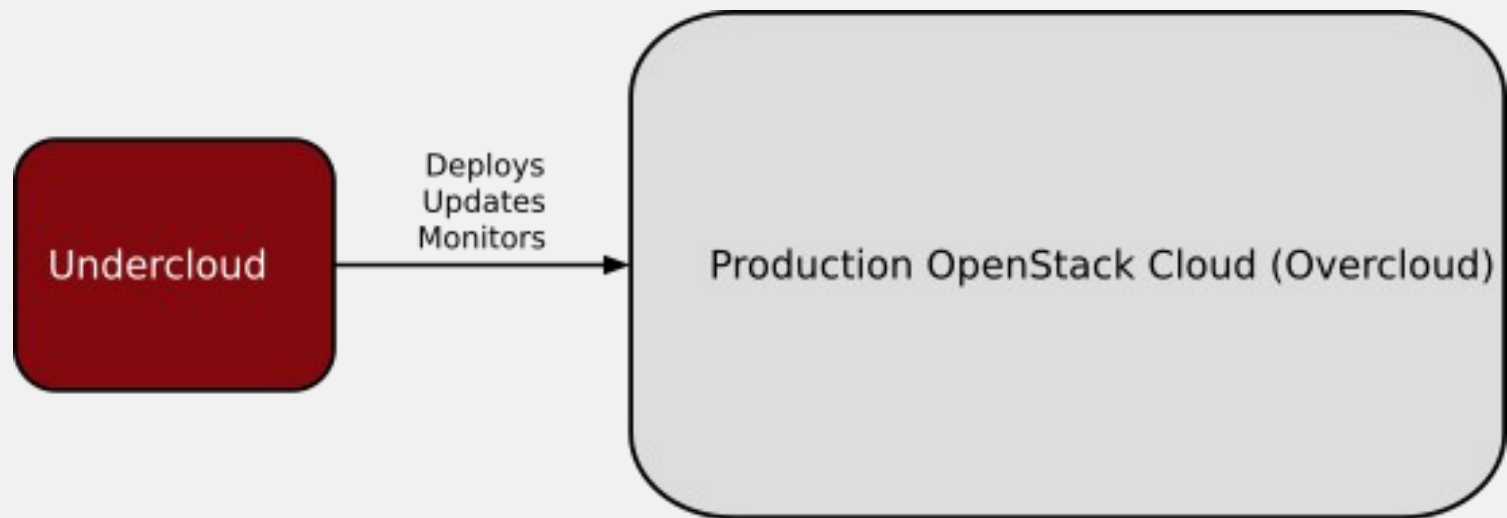 Undercloud
Deploys
Updates
Monitors
Production OpenStack Cloud (Overcloud)